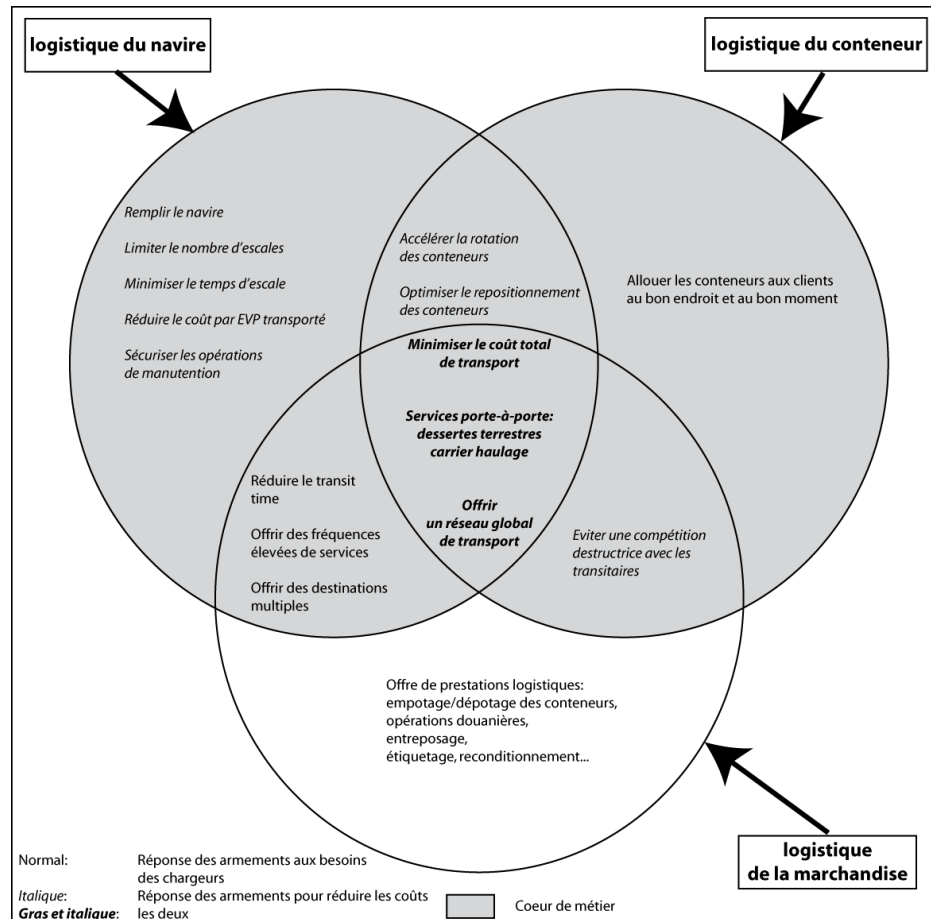 logistique du navire
logistique du conteneur
Remplir le navire
Limiter le nombre d'escales
Minimiser le temps d'escale
Réduire le coût par EVP transporté
Sécuriser les opérations
de manutention
Accélérer la rotation
des conteneurs
Optimiser le repositionnement
des conteneurs
Allouer les conteneurs aux clients
au bon endroit et au bon moment
Minimiser le coût total
de transport
Services porte-à-porte:
dessertes terrestres
carrier haulage
Offrir
un réseau global
de transport
Réduire le transit
time
Offrir des fréquences
élevées de services
Offrir des destinations
multiples
Eviter une compétition
destructrice avec les
transitaires
Offre de prestations logistiques:
empotage/dépotage des conteneurs,
opérations douanières,
entreposage,
étiquetage, reconditionnement...
logistique
de la marchandise
Normal: Réponse des armements aux besoins
des chargeurs
Italique: Réponse des armements pour réduire les coûts
Gras et italique: les deux
Coeur de métier